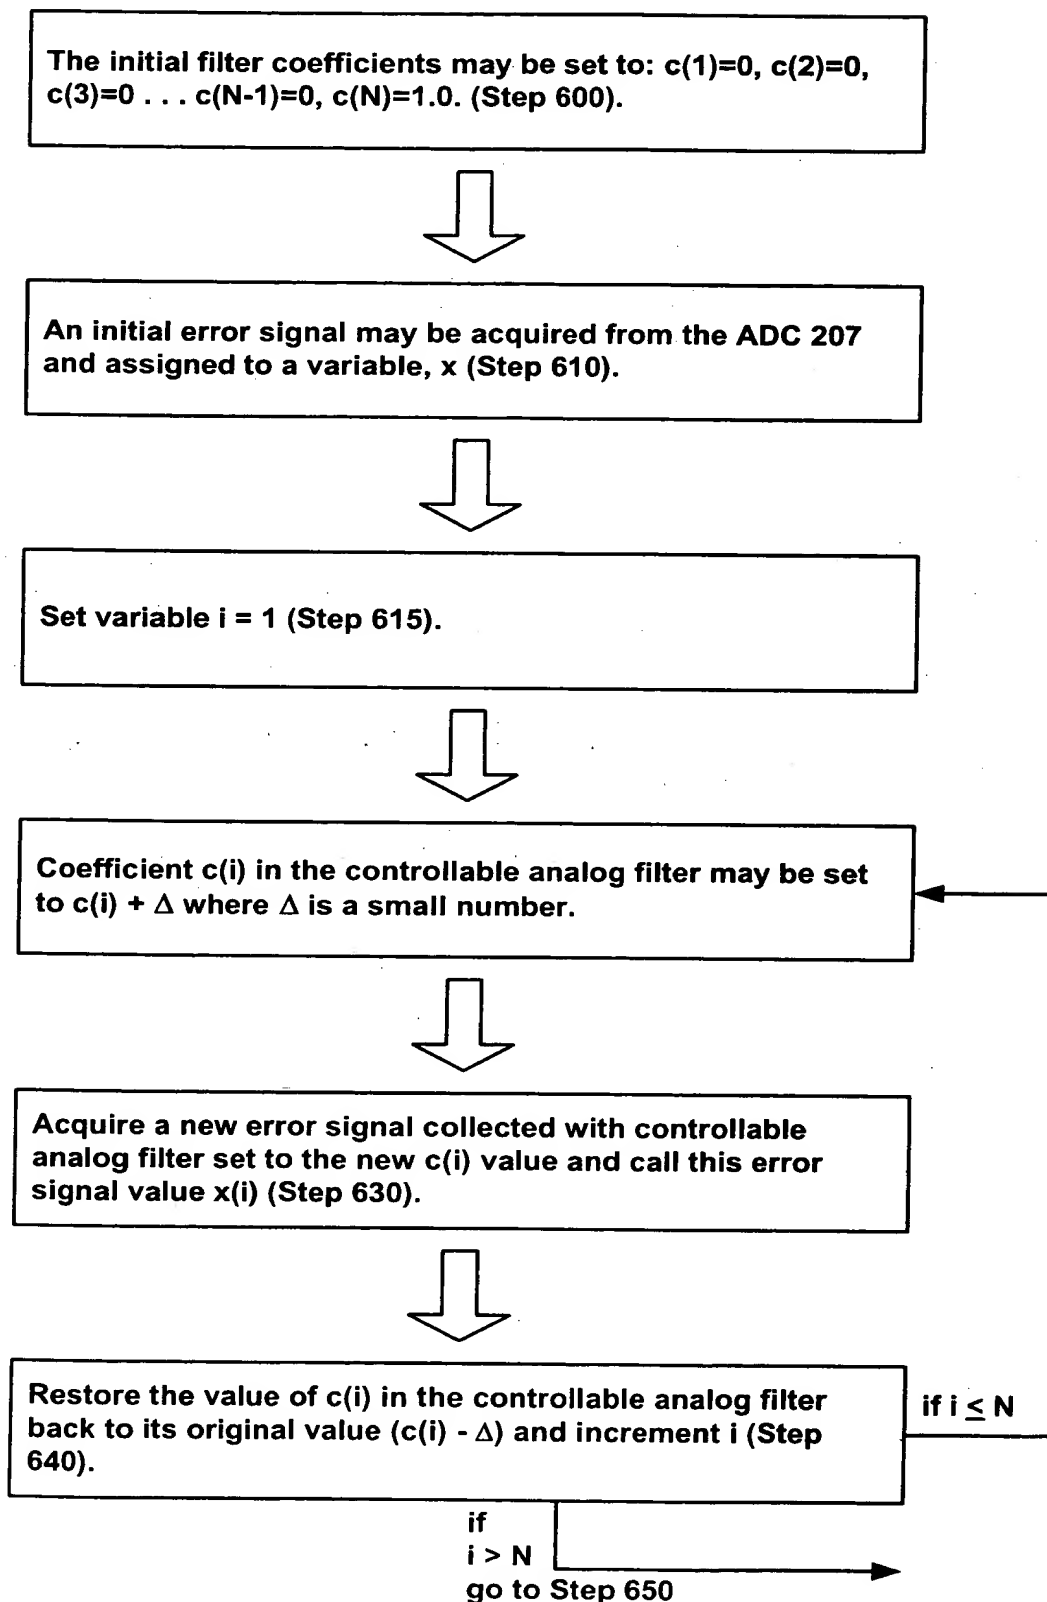 The initial filter coefficients may be set to: c(1)=0, c(2)=0,
c(3)=0 . . . c(N-1)=0, c(N)=1.0. (Step 600).
An initial error signal may be acquired from the ADC 207
and assigned to a variable, x (Step 610).
Set variable i = 1 (Step 615).
Coefficient c(i) in the controllable analog filter may be set
to c(i) + Δ where Δ is a small number.
Acquire a new error signal collected with controllable
analog filter set to the new c(i) value and call this error
signal value x(i) (Step 630).
Restore the value of c(i) in the controllable analog filter
back to its original value (c(i) - Δ) and increment i (Step
640).
if i ≤ N
if
i > N
go to Step 650